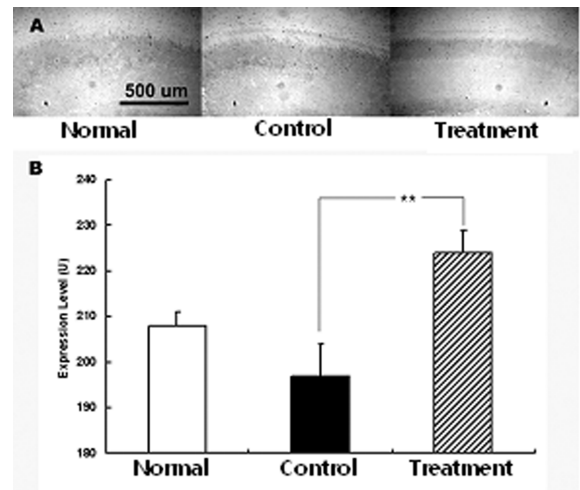 A
500 um
Normal Control Treatment
B
Expression Level (U)
240
230
220
210
200
190
180
**
Normal Control Treatment